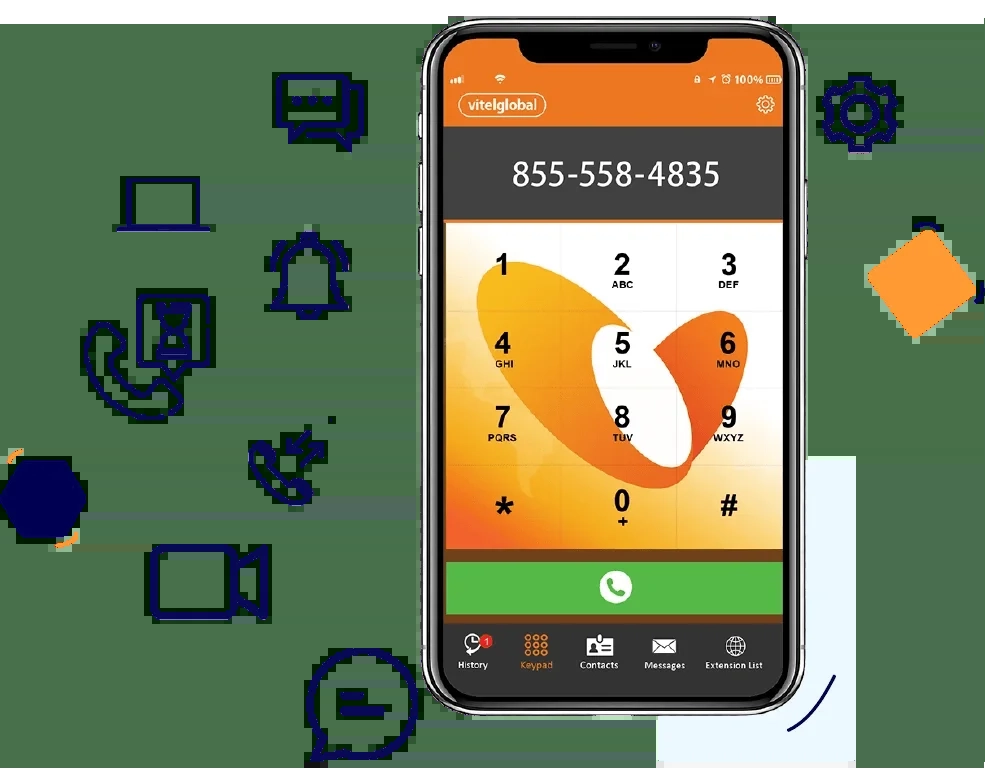 100%
vitelglobal
855-558-4835
1 2 3
ABC DEF
4 5 6
GHI JKL MNO
7 8 9
PQRS TUV WXYZ
* 0 #
+
1
History Keypad Contacts Messages Extension List